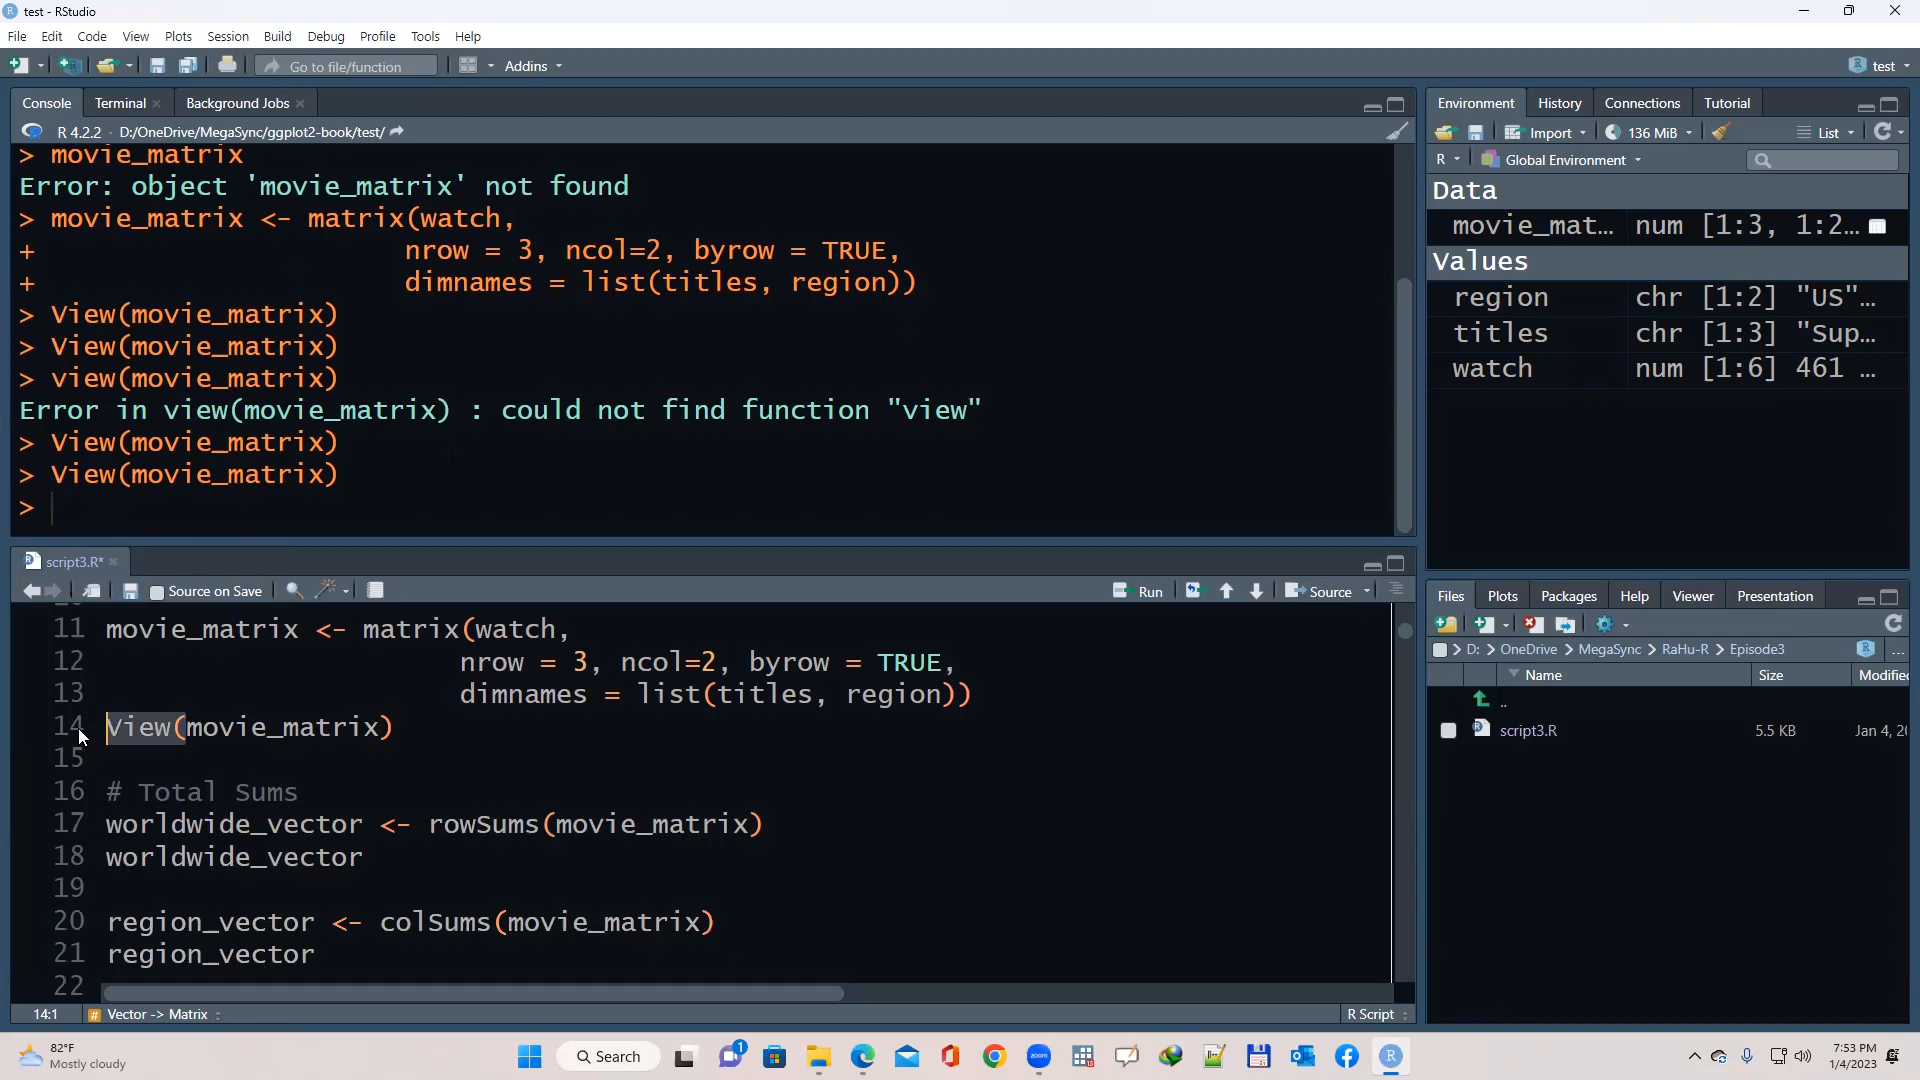 test - RStudio
File Edit Code View Plots Session Build Debug Profile Tools Help
Go to file/function Addins test
Console Terminal Background Jobs
R 4.2.2 · D:/OneDrive/MegaSync/ggplot2-book/test/
> movie_matrix
Error: object 'movie_matrix' not found
> movie_matrix <- matrix(watch,
+ nrow = 3, ncol=2, byrow = TRUE,
+ dimnames = list(titles, region))
> View(movie_matrix)
> View(movie_matrix)
> view(movie_matrix)
Error in view(movie_matrix) : could not find function "view"
> View(movie_matrix)
> View(movie_matrix)
>
script3.R*
Source on Save Run Source
11 movie_matrix <- matrix(watch,
12 nrow = 3, ncol=2, byrow = TRUE,
13 dimnames = list(titles, region))
14 View(movie_matrix)
15
16 # Total Sums
17 worldwide_vector <- rowSums(movie_matrix)
18 worldwide_vector
19
20 region_vector <- colSums(movie_matrix)
21 region_vector
22
14:1 # Vector -> Matrix R Script
Environment History Connections Tutorial
Import 136 MiB List
R Global Environment
Data
movie_mat… num [1:3, 1:2…
Values
region chr [1:2] "US"…
titles chr [1:3] "Sup…
watch num [1:6] 461 …
Files Plots Packages Help Viewer Presentation
D: > OneDrive > MegaSync > RaHu-R > Episode3 ...
Name Size Modifie
..
script3.R 5.5 KB Jan 4, 20
82°F
Mostly cloudy
Search
1
zoom
7:53 PM
1/4/2023